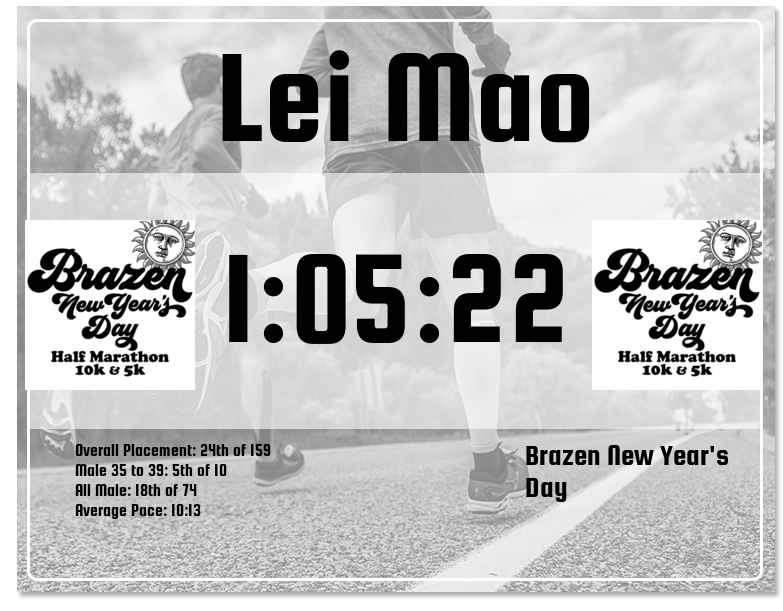 Lei Mao
Brazen
New Year's
Day
Half Marathon
10k & 5k
1:05:22
Brazen
New Year's
Day
Half Marathon
10k & 5k
Overall Placement: 24th of 159
Male 35 to 39: 5th of 10
All Male: 18th of 74
Average Pace: 10:13
Brazen New Year's
Day